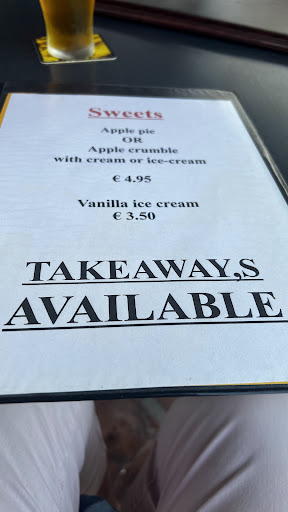 Sweets
Apple pie
OR
Apple crumble
with cream or ice-cream
€ 4.95
Vanilla ice cream
€ 3.50
TAKEAWAY,S
AVAILABLE